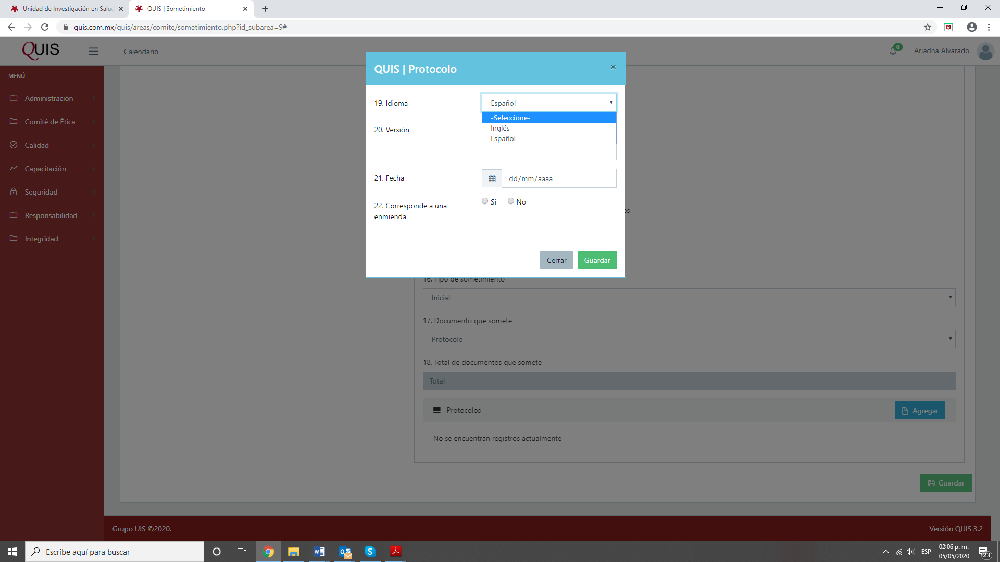 Unidad de Investigación en Salud
QUIS | Sometimiento
quis.com.mx/quis/areas/comite/sometimiento.php?id_subarea=9#
QUIS
Calendario
0
Ariadna Alvarado
MENÚ
Administración
Comité de Ética
Calidad
Capacitación
Seguridad
Responsabilidad
Integridad
QUIS | Protocolo
×
19. Idioma
Español
-Seleccione-
Inglés
Español
20. Versión
21. Fecha
dd/mm/aaaa
22. Corresponde a una
enmienda
Si
No
Cerrar
Guardar
os
16. Tipo de sometimiento
Inicial
17. Documento que somete
Protocolo
18. Total de documentos que somete
Total
Protocolos
Agregar
No se encuentran registros actualmente
Guardar
Grupo UIS ©2020.
Versión QUIS 3.2
Escribe aquí para buscar
ESP
02:06 p. m.
05/05/2020
23